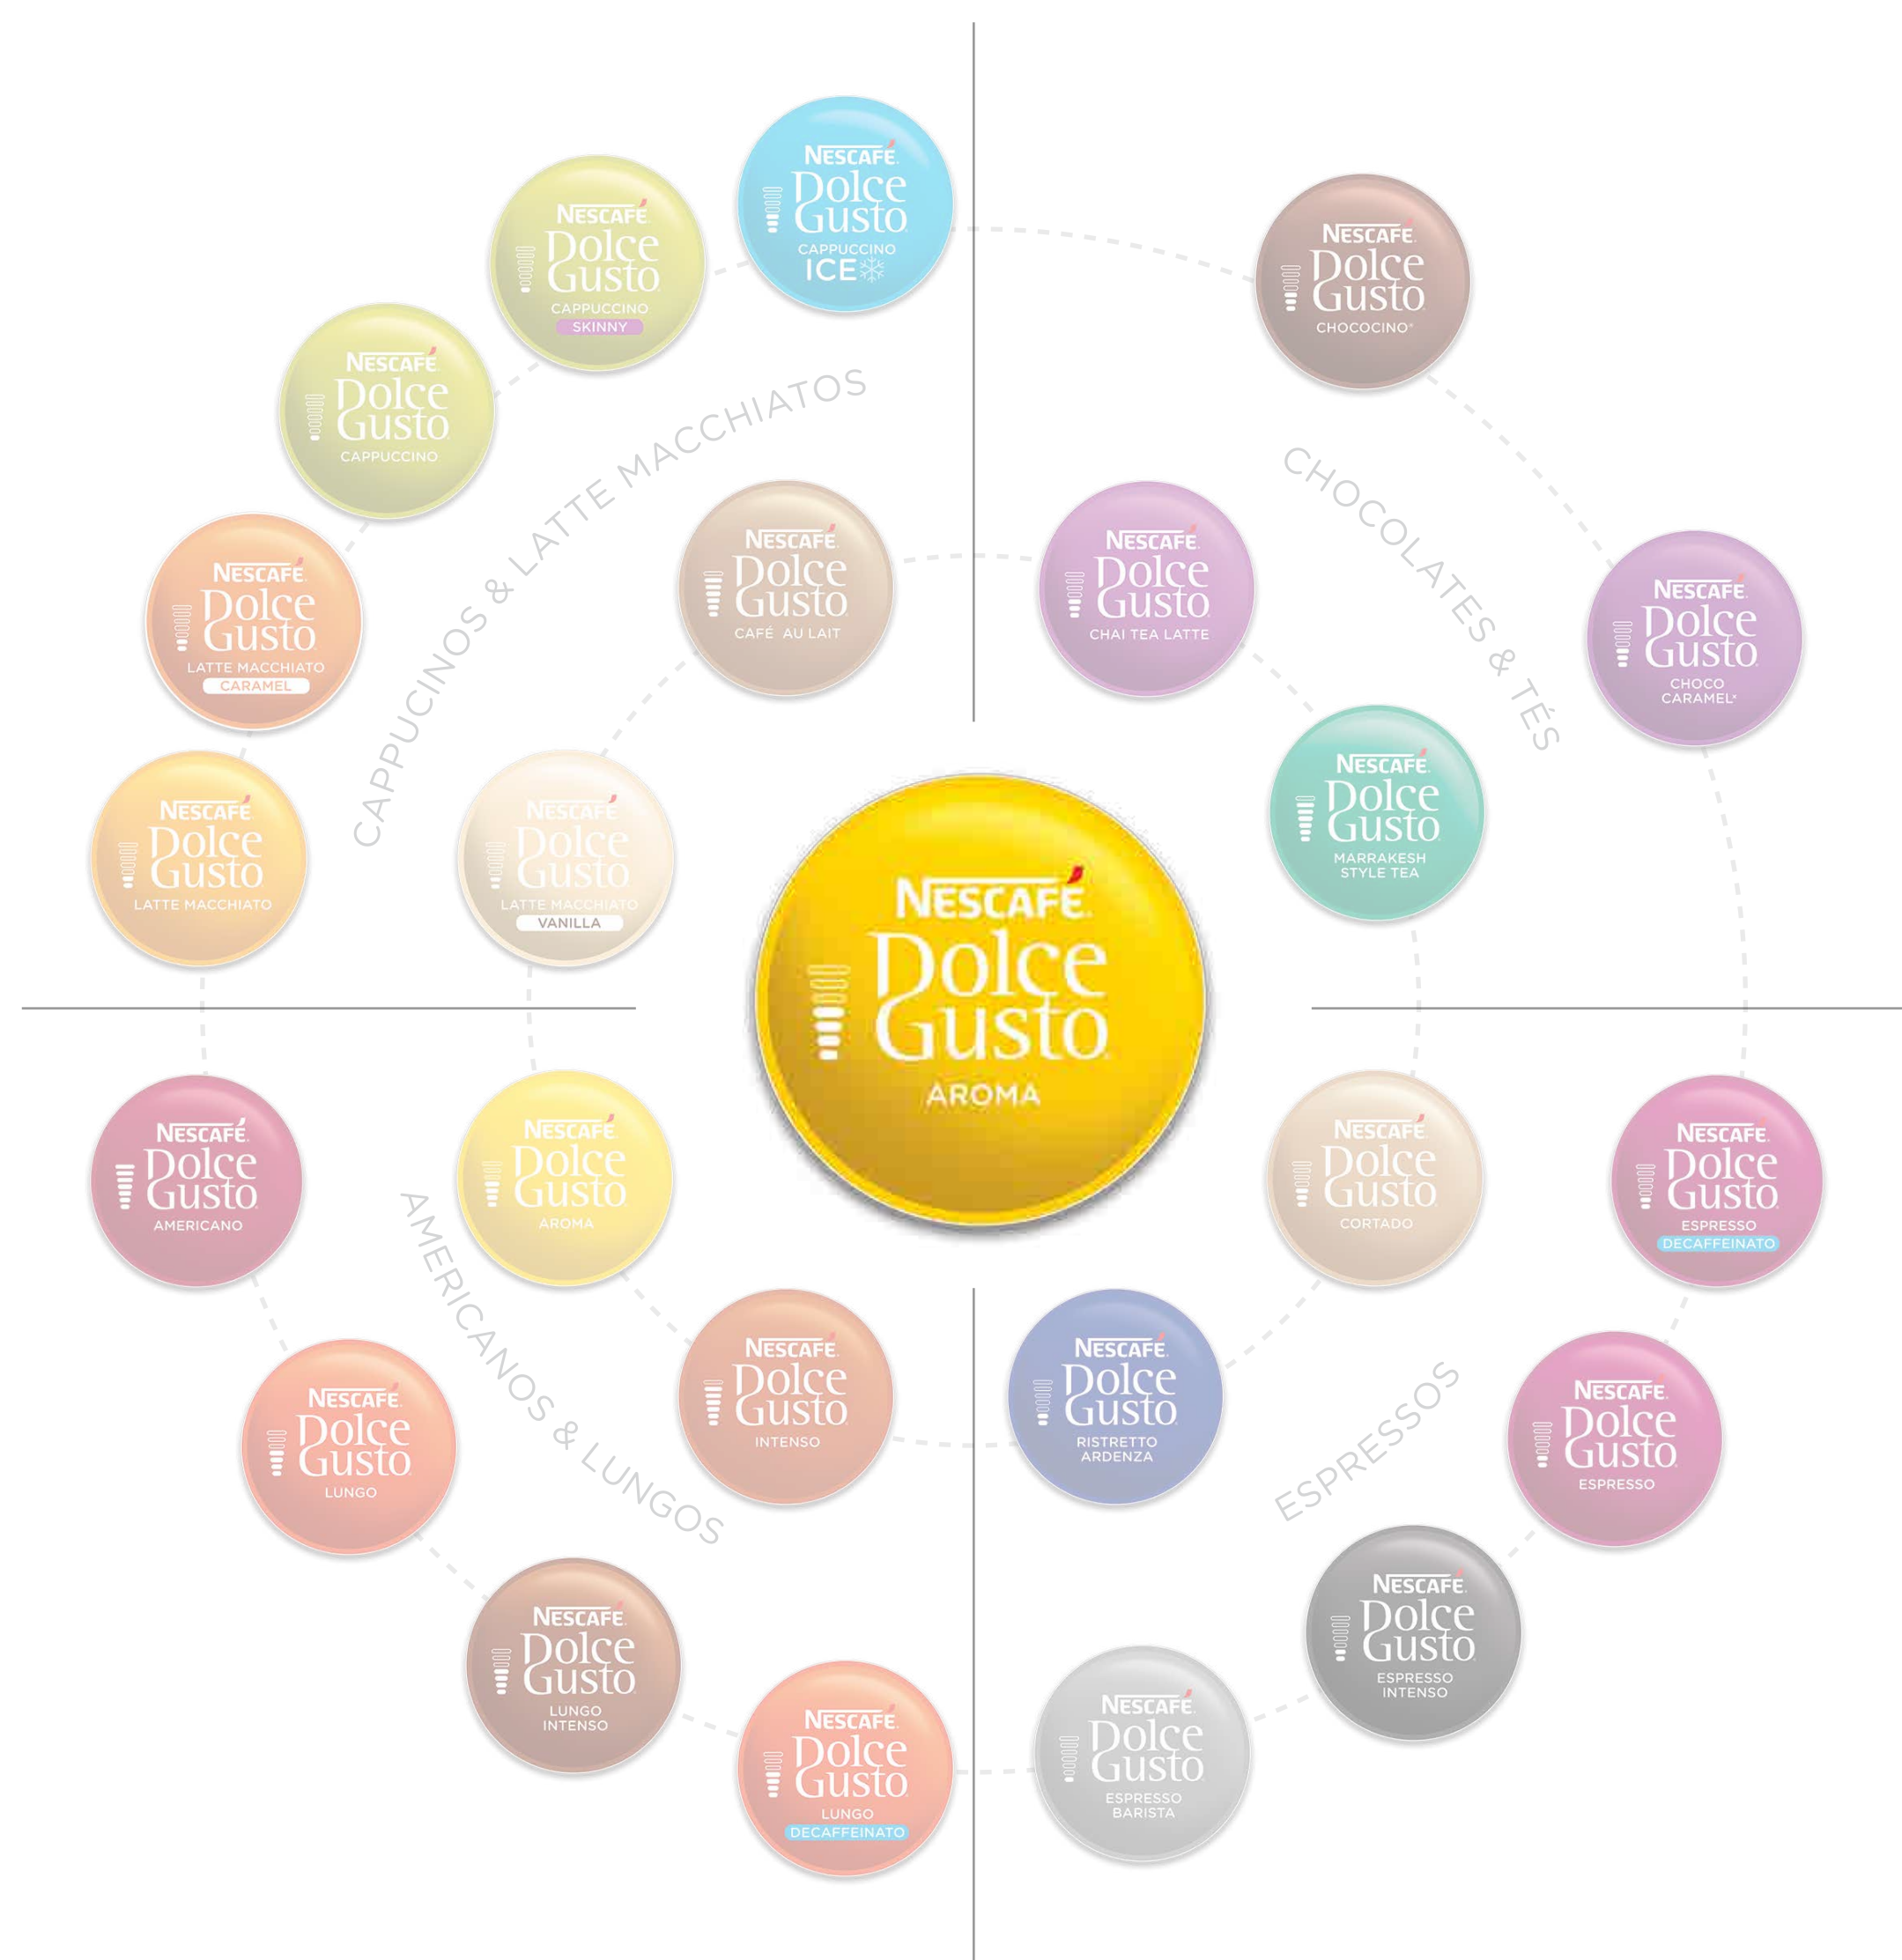 NESCAFÉ
Dolce
Gusto
CAPPUCCINO
ICE
NESCAFÉ
Dolce
Gusto
CAPPUCCINO
SKINNY
NESCAFÉ
Dolce
Gusto
CAPPUCCINO
NESCAFÉ
Dolce
Gusto
LATTE MACCHIATO
CARAMEL
NESCAFÉ
Dolce
Gusto
LATTE MACCHIATO
CAPPUCINOS & LATTE MACCHIATOS
NESCAFÉ
Dolce
Gusto
CAFÉ AU LAIT
NESCAFÉ
Dolce
Gusto
LATTE MACCHIATO
VANILLA
NESCAFÉ
Dolce
Gusto
CHOCOCINO®
CHOCOLATES & TÉS
NESCAFÉ
Dolce
Gusto
CHAI TEA LATTE
NESCAFÉ
Dolce
Gusto
CHOCO
CARAMEL
NESCAFÉ
Dolce
Gusto
MARRAKESH
STYLE TEA
NESCAFÉ
Dolce
Gusto
AROMA
NESCAFÉ
Dolce
Gusto
AMERICANO
NESCAFÉ
Dolce
Gusto
AROMA
AMERICANOS & LUNGOS
NESCAFÉ
Dolce
Gusto
INTENSO
NESCAFÉ
Dolce
Gusto
LUNGO
NESCAFÉ
Dolce
Gusto
LUNGO
INTENSO
NESCAFÉ
Dolce
Gusto
LUNGO
DECAFFEINATO
NESCAFÉ
Dolce
Gusto
CORTADO
NESCAFÉ
Dolce
Gusto
ESPRESSO
DECAFFEINATO
NESCAFÉ
Dolce
Gusto
RISTRETTO
ARDENZA
ESPRESSOS
NESCAFÉ
Dolce
Gusto
ESPRESSO
NESCAFÉ
Dolce
Gusto
ESPRESSO
INTENSO
NESCAFÉ
Dolce
Gusto
ESPRESSO
BARISTA